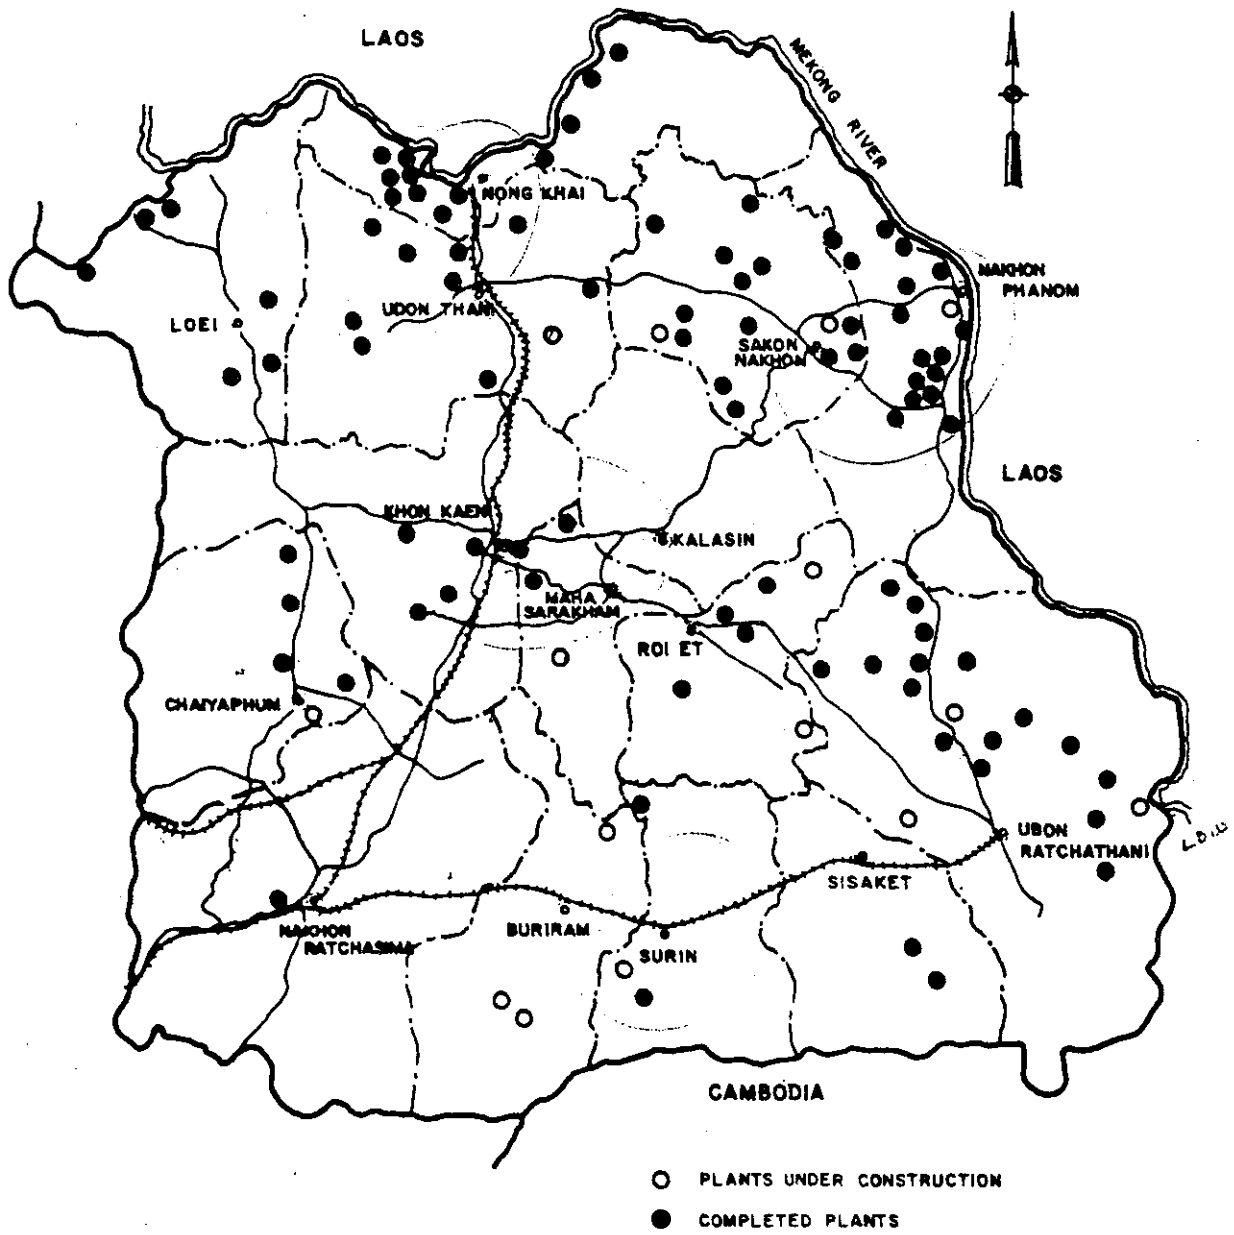 LAOS
MEKONG RIVER
NONG KHAI
NAKHON
PHANOM
UDON THANI
LOEI
SAKON
NAKHON
LAOS
KHON KAEN
KALASIN
MAHA
SARAKHAM
ROI ET
CHAIYAPHUM
UBON
RATCHATHANI
SISAKET
NAKHON
RATCHASIMA
BURIRAM
SURIN
CAMBODIA
PLANTS UNDER CONSTRUCTION
COMPLETED PLANTS